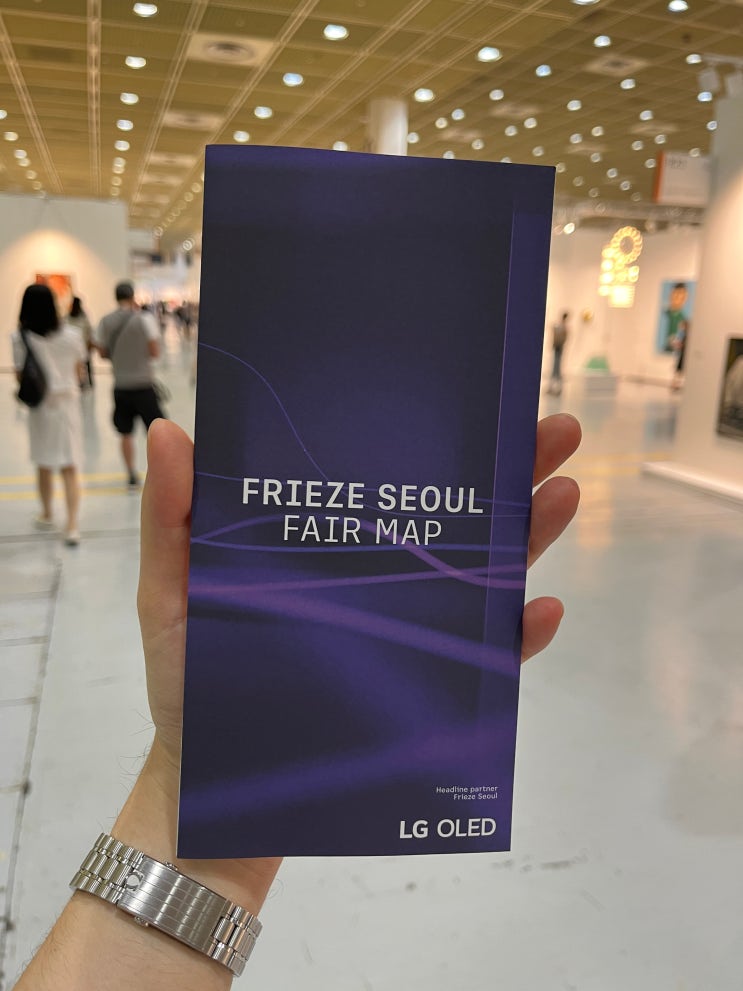 FRIEZE SEOUL
FAIR MAP
Headline partner
Frieze Seoul
LG OLED